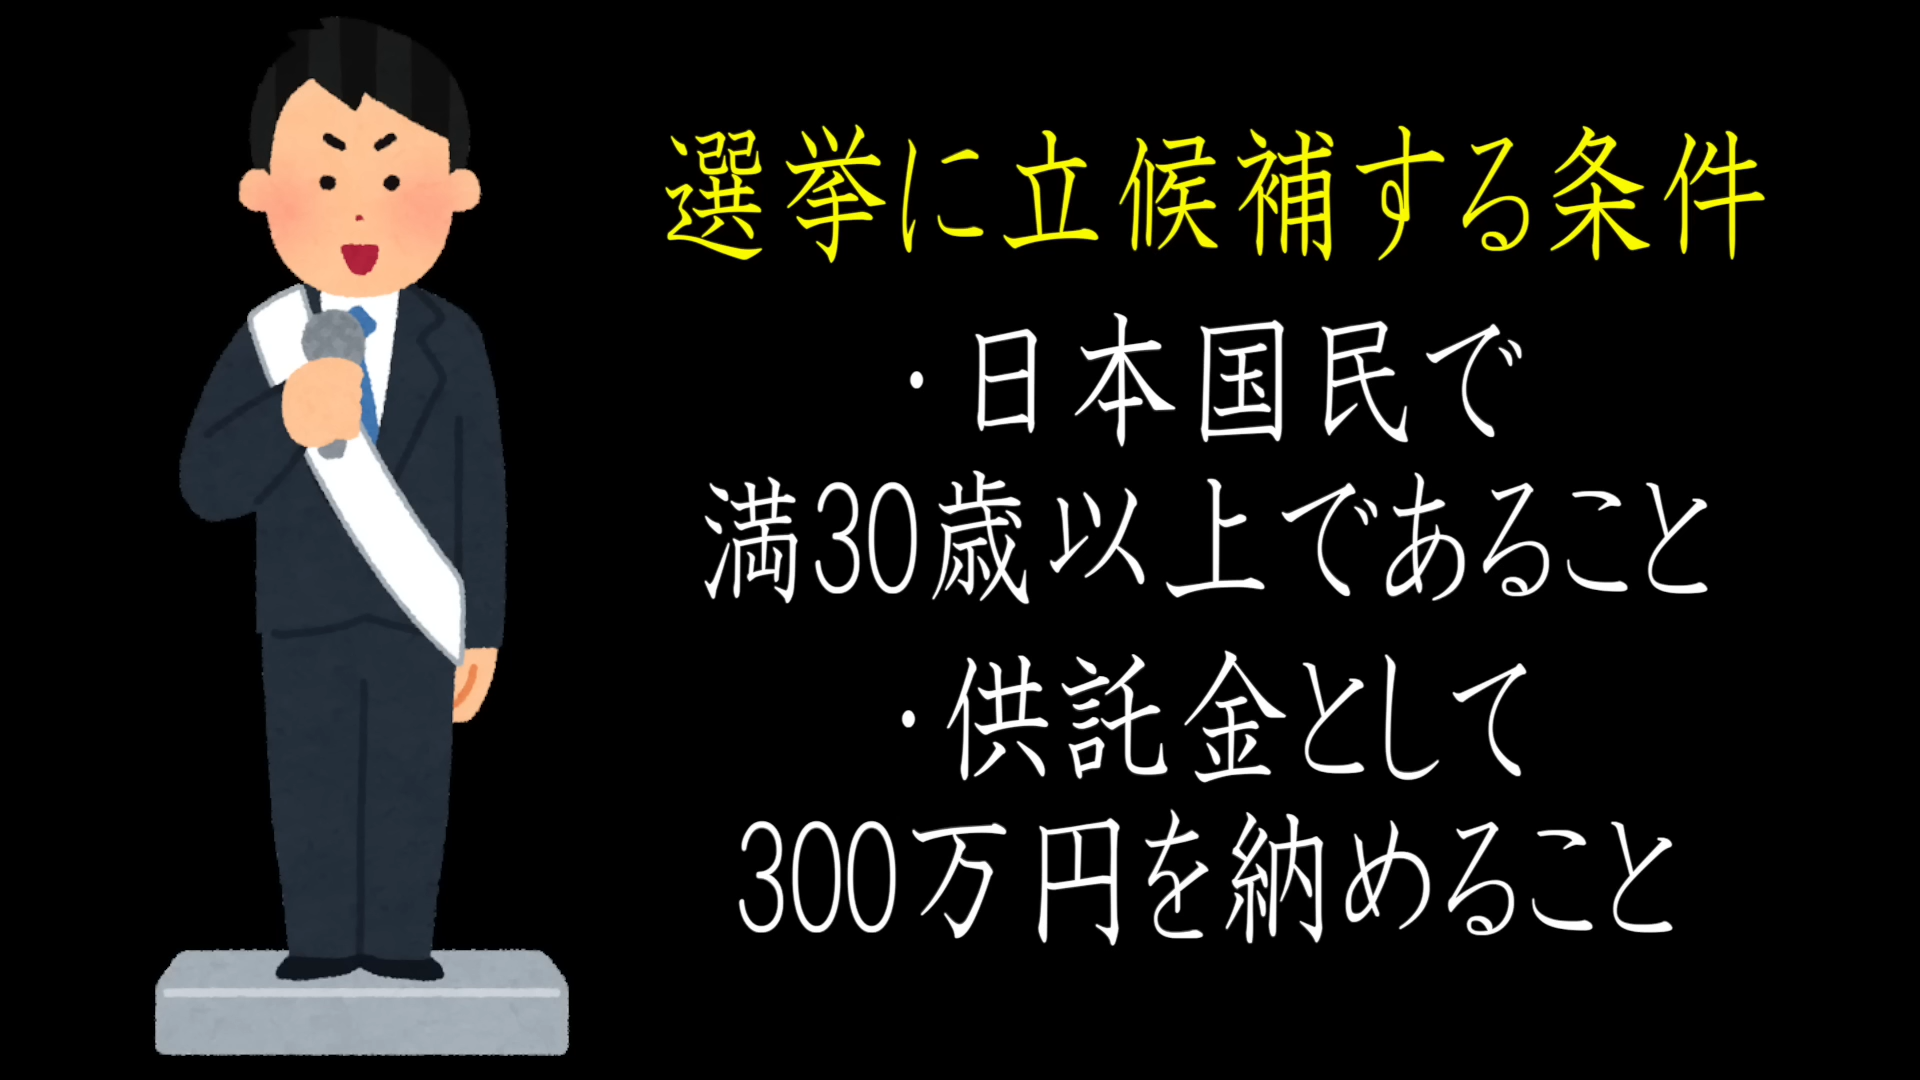 選挙に立候補する条件
・日本国民で
満30歳以上であること
・供託金として
300万円を納めること